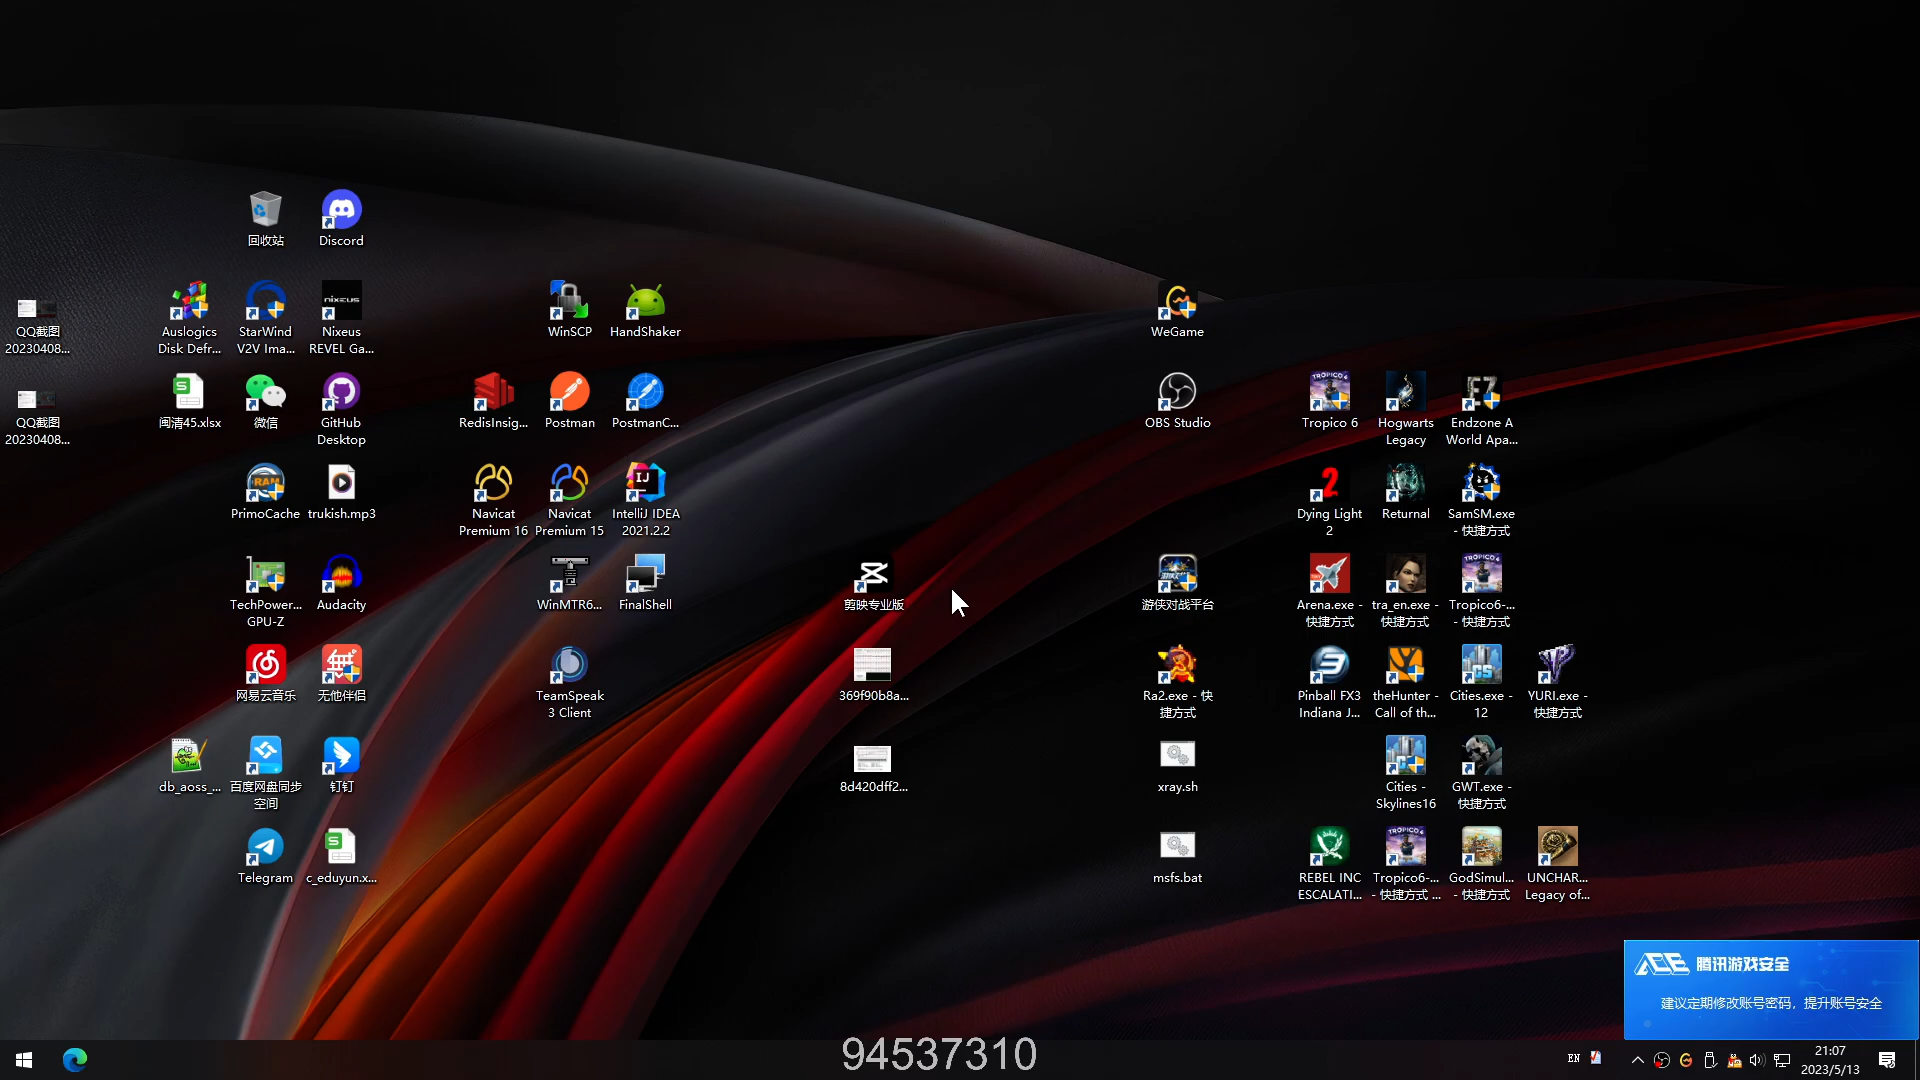 回收站
Discord
QQ截图
20230408...
Auslogics
Disk Defr...
StarWind
V2V Ima...
nixeus
Nixeus
REVEL Ga...
WinSCP
HandShaker
WeGame
QQ截图
20230408...
闽清45.xlsx
微信
GitHub
Desktop
RedisInsig...
Postman
PostmanC...
OBS Studio
Tropico 6
Hogwarts
Legacy
Endzone A
World Apa...
PrimoCache
trukish.mp3
Navicat
Premium 16
Navicat
Premium 15
IntelliJ IDEA
2021.2.2
Dying Light
2
Returnal
SamSM.exe
- 快捷方式
TechPower...
GPU-Z
Audacity
WinMTR6...
FinalShell
剪映专业版
游侠对战平台
Arena.exe -
快捷方式
tra_en.exe -
快捷方式
Tropico6-...
- 快捷方式
网易云音乐
无他伴侣
TeamSpeak
3 Client
369f90b8a...
Ra2.exe - 快
捷方式
Pinball FX3
Indiana J...
theHunter -
Call of th...
Cities.exe -
12
YURI.exe -
快捷方式
db_aoss_...
百度网盘同步
空间
钉钉
8d420dff2...
xray.sh
Cities -
Skylines16
GWT.exe -
快捷方式
Telegram
c_eduyun.x...
msfs.bat
REBEL INC
ESCALATI...
Tropico6-...
- 快捷方式 ...
GodSimul...
- 快捷方式
UNCHAR...
Legacy of...
ACE 腾讯游戏安全
建议定期修改账号密码，提升账号安全
94537310
EN
21:07
2023/5/13